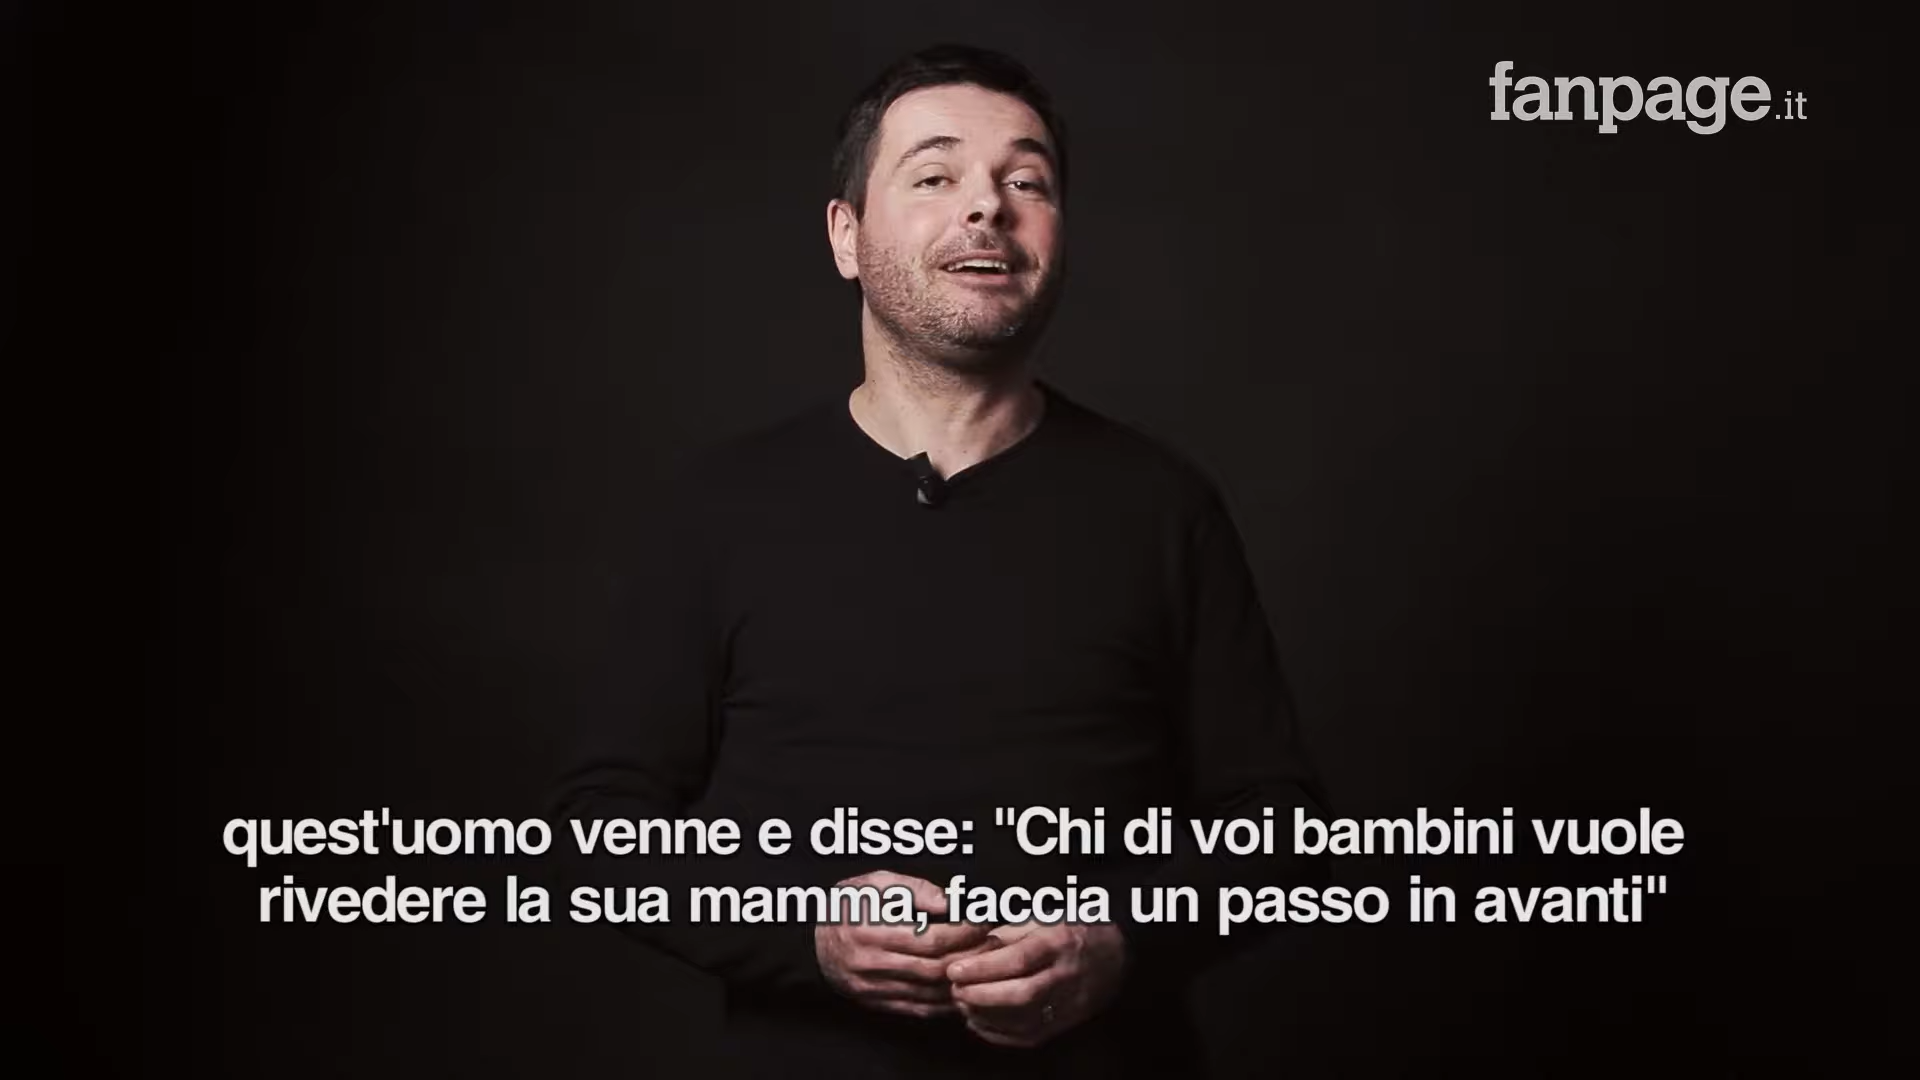 fanpage.it
quest'uomo venne e disse: "Chi di voi bambini vuole
rivedere la sua mamma, faccia un passo in avanti"